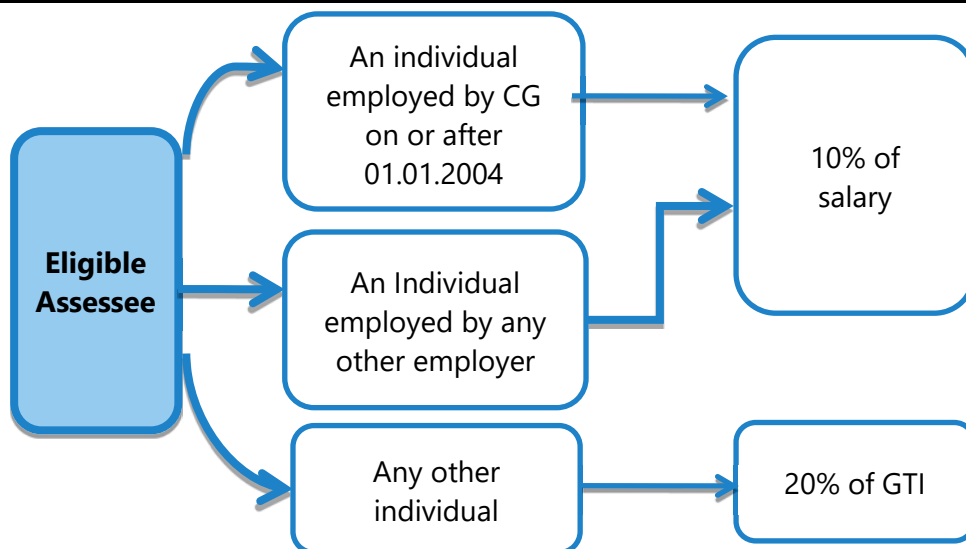 Eligible
Assessee
An individual
employed by CG
on or after
01.01.2004
An Individual
employed by any
other employer
Any other
individual
10% of
salary
20% of GTI